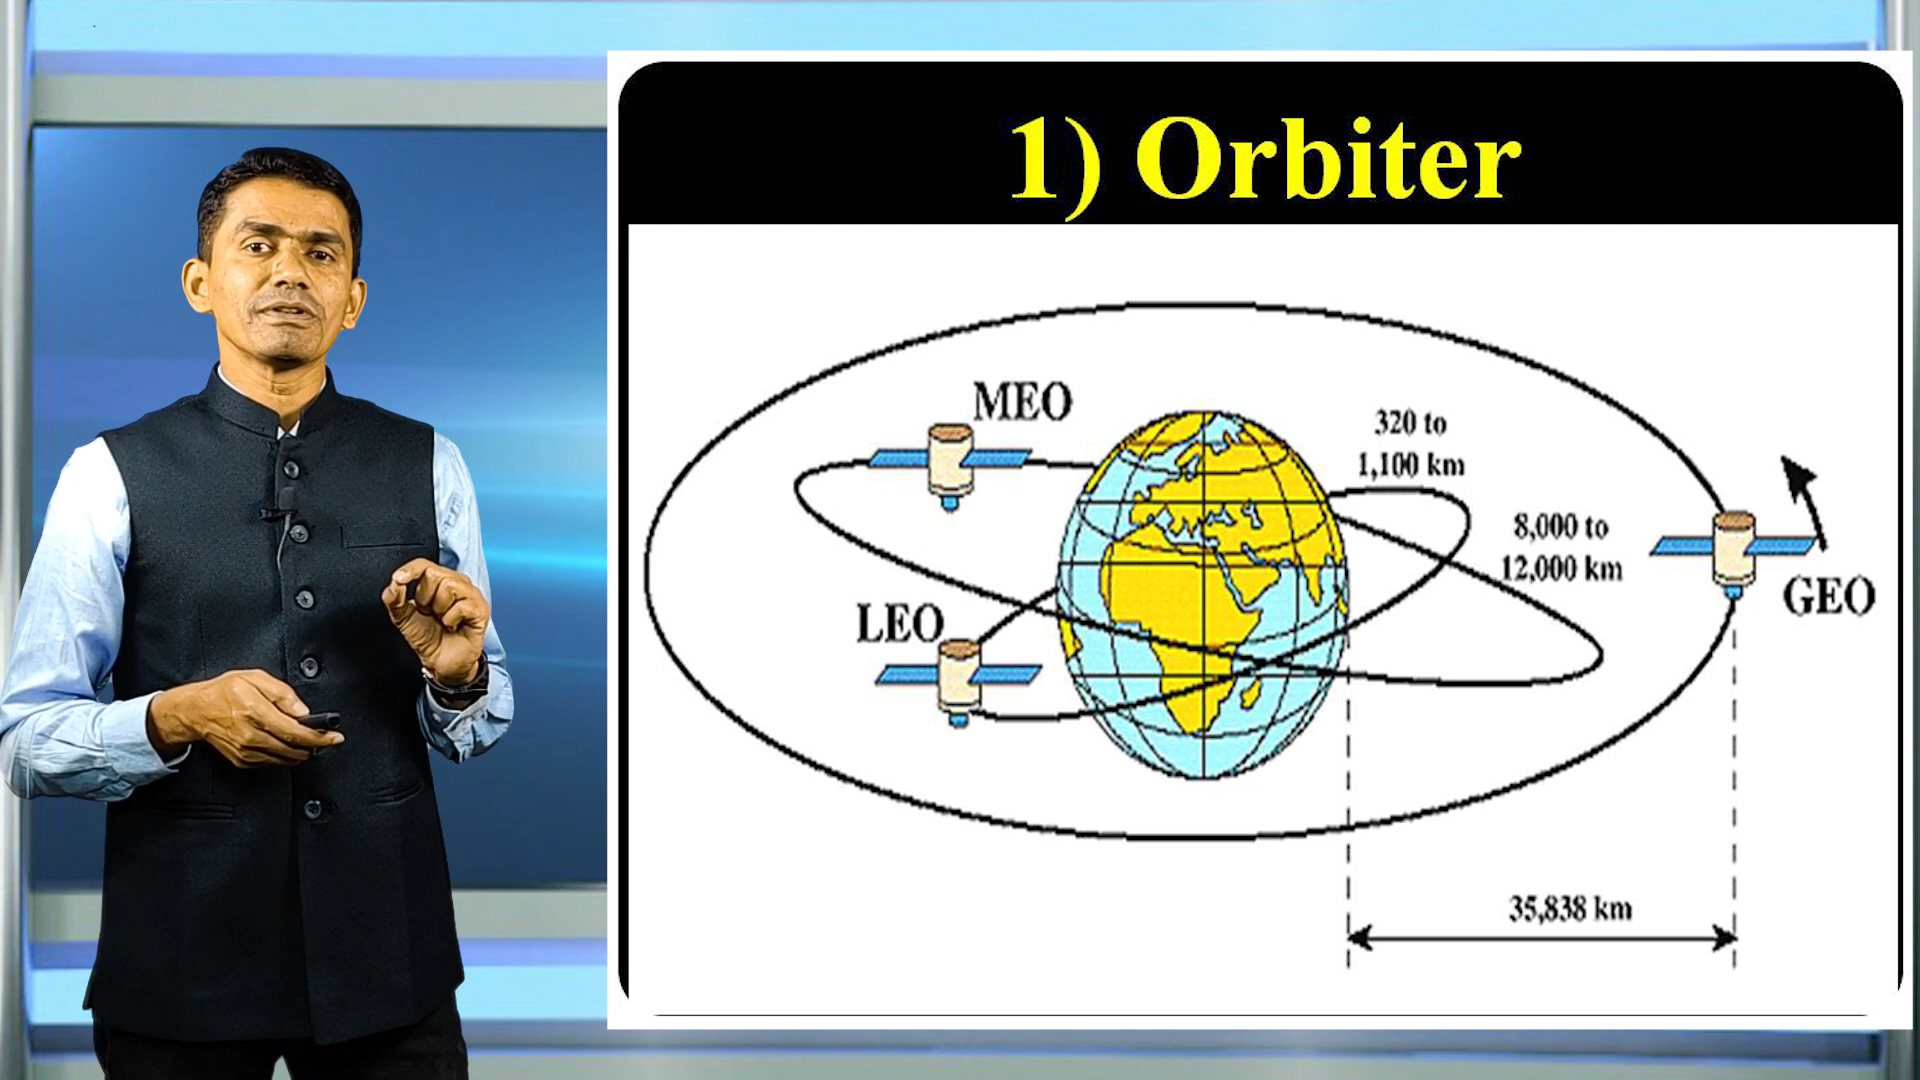 1) Orbiter
MEO
320 to
1,100 km
8,000 to
12,000 km
GEO
LEO
35,838 km